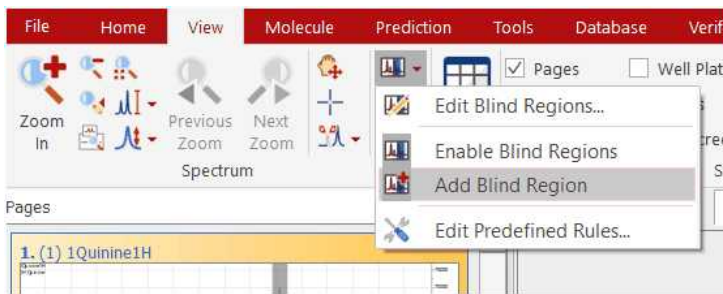 File Home View Molecule Prediction Tools Database
Pages Well Plat
Edit Blind Regions...
Zoom In
Previous Zoom
Next Zoom
Enable Blind Regions
Spectrum
Add Blind Region
Pages
Edit Predefined Rules...
1. (1) 1Quinine1H